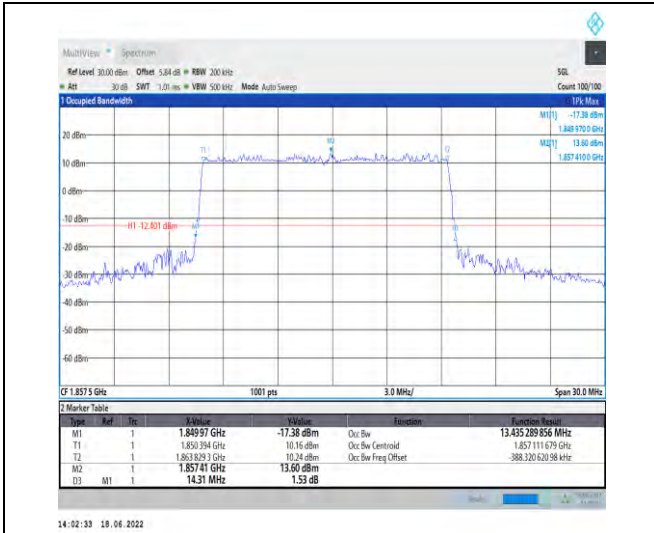 MultiView Spectrum
Ref Level 30.00 dBm Offset 5.84 dB RBW 200 kHz SGL
Att 30 dB SWT 1.01 ms VBW 500 kHz Mode Auto Sweep Count 100/100
1 Occupied Bandwidth 1Pk Max
M1[1] -17.38 dBm
1.849 970 0 GHz
M2[1] 13.60 dBm
1.857 410 0 GHz
20 dBm
T1 M2 T2
10 dBm
0 dBm
-10 dBm
H1 -12.801 dBm M1
-30 dBm
-40 dBm
-50 dBm
-60 dBm
CF 1.857 5 GHz 1001 pts 3.0 MHz/ Span 30.0 MHz
2 Marker Table
Type Ref Trc X-Value Y-Value Function Function Result
M1 1 1.849 97 GHz -17.38 dBm Occ Bw 13.435 289 856 MHz
T1 1 1.850 394 GHz 10.16 dBm Occ Bw Centroid 1.857 111 679 GHz
T2 1 1.863 829 3 GHz 10.24 dBm Occ Bw Freq Offset -388.320 620 98 kHz
M2 1 1.857 41 GHz 13.60 dBm
D3 M1 1 14.31 MHz 1.53 dB
14:02:33 18.06.2022